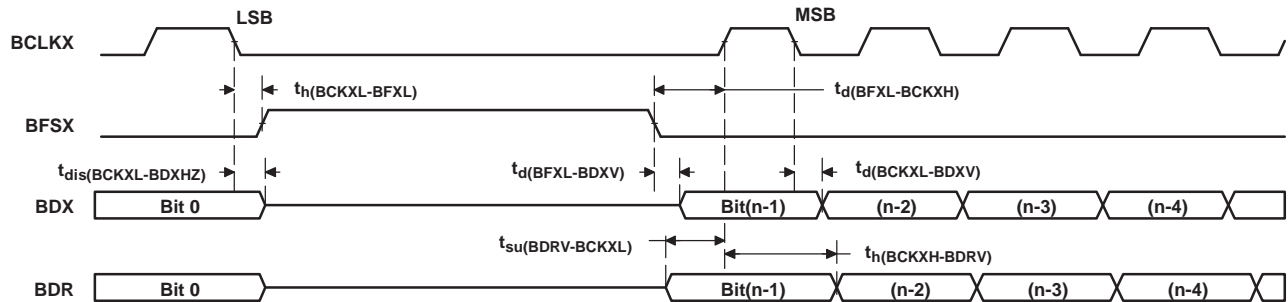 LSB MSB
BCLKX
th(BCKXL-BFXL) td(BFXL-BCKXH)
BFSX
tdis(BCKXL-BDXHZ) td(BFXL-BDXV) td(BCKXL-BDXV)
BDX Bit 0 Bit(n-1) (n-2) (n-3) (n-4)
tsu(BDRV-BCKXL) th(BCKXH-BDRV)
BDR Bit 0 Bit(n-1) (n-2) (n-3) (n-4)